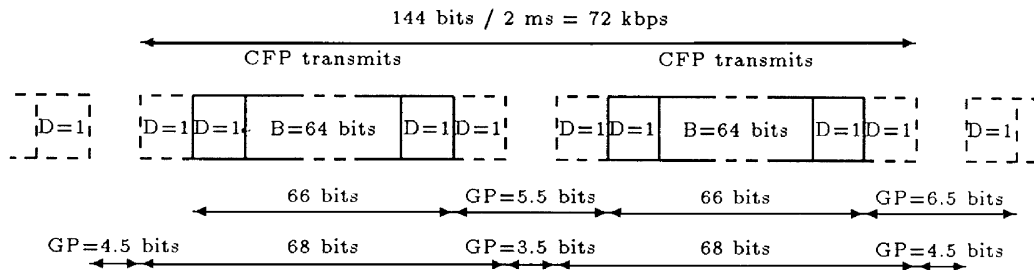 144 bits / 2 ms = 72 kbps
CFP transmits CFP transmits
D=1 D=1 D=1 B=64 bits D=1 D=1 D=1 D=1 B=64 bits D=1 D=1 D=1
66 bits GP=5.5 bits 66 bits GP=6.5 bits
GP=4.5 bits 68 bits GP=3.5 bits 68 bits GP=4.5 bits